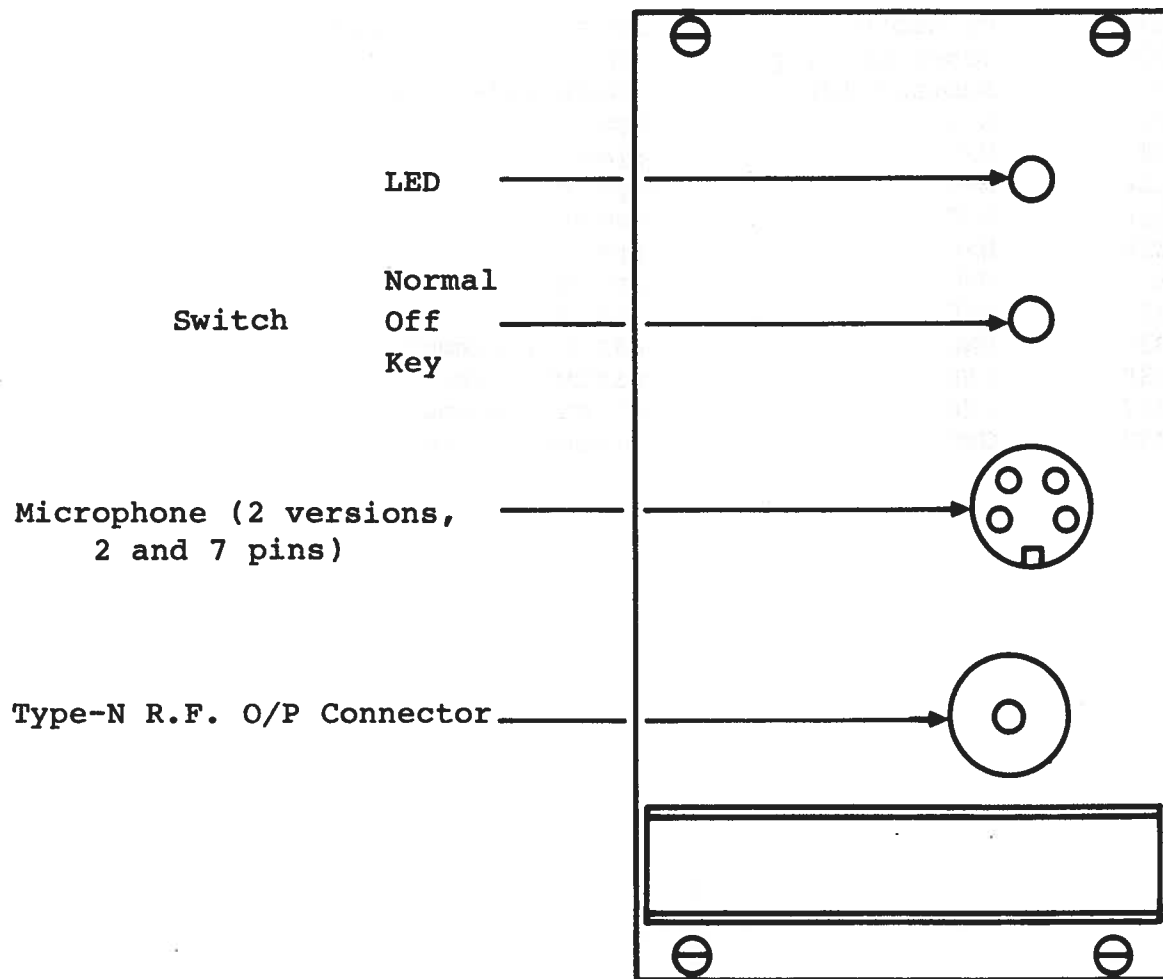 LED
Normal
Switch Off
Key
Microphone (2 versions,
2 and 7 pins)
Type-N R.F. O/P Connector